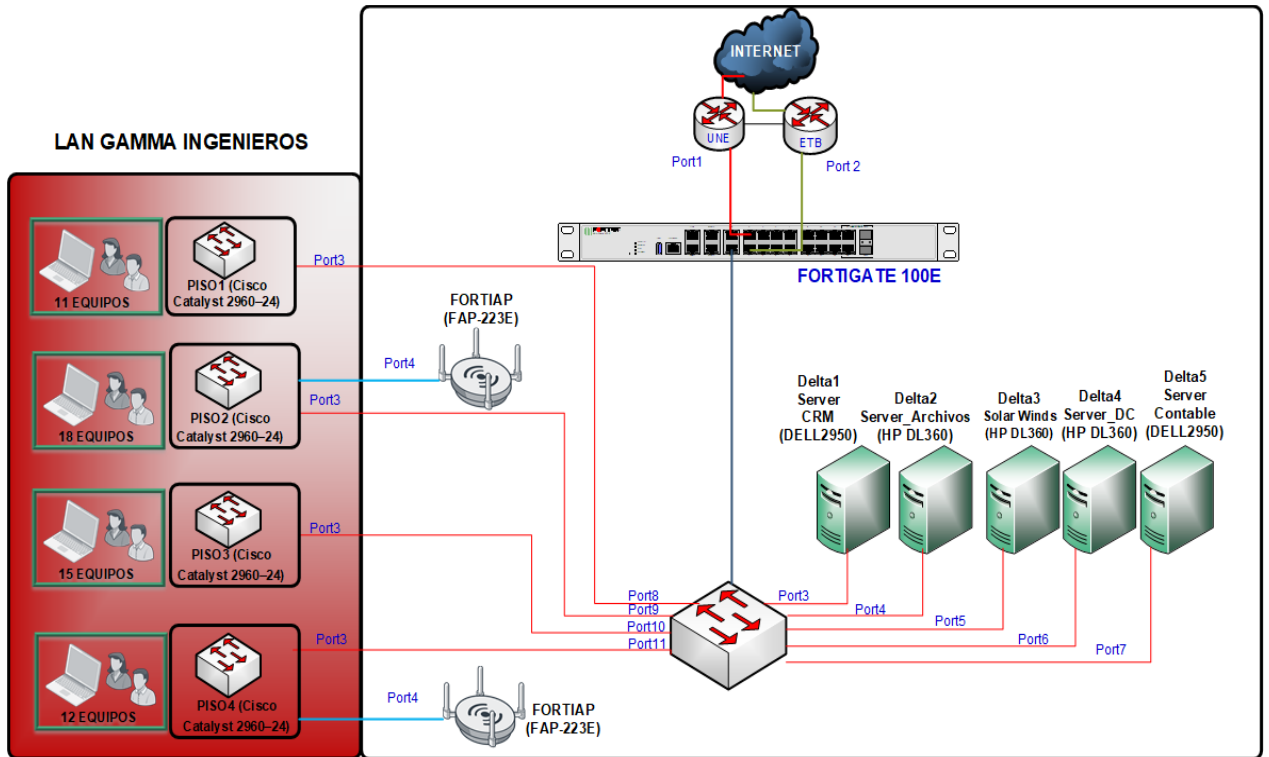 INTERNET
UNE
ETB
Port1
Port 2
LAN GAMMA INGENIEROS
FORTIGATE 100E
11 EQUIPOS
PISO1 (Cisco
Catalyst 2960–24)
Port3
FORTIAP
(FAP-223E)
18 EQUIPOS
PISO2 (Cisco
Catalyst 2960–24)
Port4
Port3
Delta1
Server
CRM
(DELL2950)
Delta2
Server_Archivos
(HP DL360)
Delta3
Solar Winds
(HP DL360)
Delta4
Server_DC
(HP DL360)
Delta5
Server
Contable
(DELL2950)
15 EQUIPOS
PISO3 (Cisco
Catalyst 2960–24)
Port3
Port8
Port9
Port10
Port11
Port3
Port4
Port5
Port6
Port7
12 EQUIPOS
PISO4 (Cisco
Catalyst 2960–24)
Port3
Port4
FORTIAP
(FAP-223E)